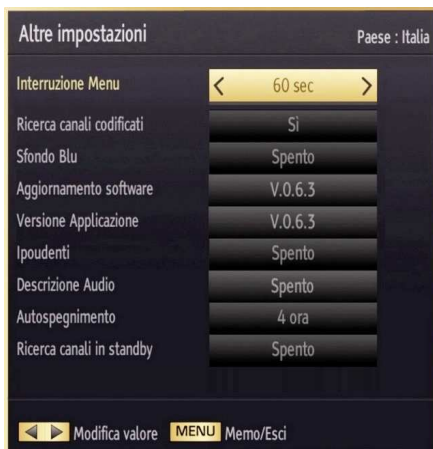 Altre impostazioni Paese : Italia
Interruzione Menu 60 sec
Ricerca canali codificati Sì
Sfondo Blu Spento
Aggiornamento software V.0.6.3
Versione Applicazione V.0.6.3
Ipoudenti Spento
Descrizione Audio Spento
Autospegnimento 4 ora
Ricerca canali in standby Spento
Modifica valore MENU Memo/Esci